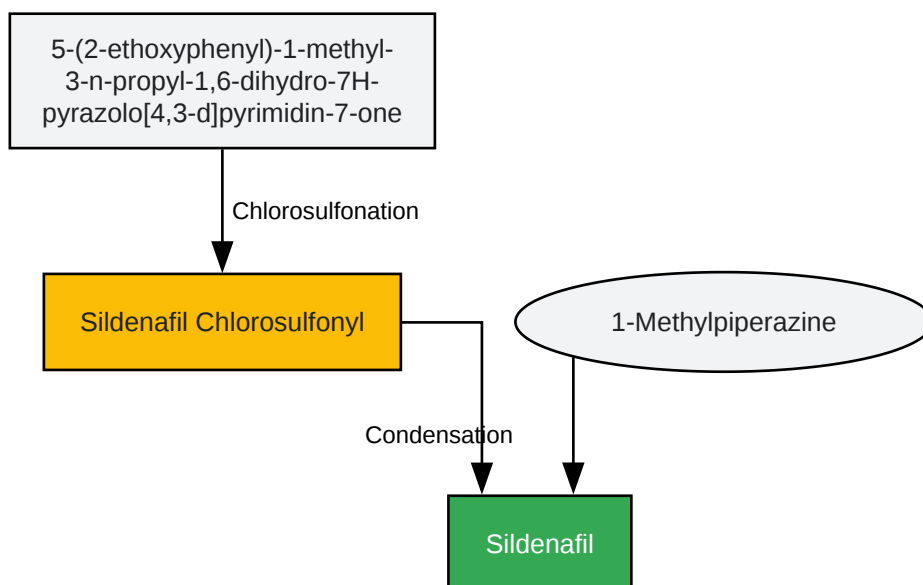 5-(2-ethoxyphenyl)-1-methyl-
3-n-propyl-1,6-dihydro-7H-
pyrazolo[4,3-d]pyrimidin-7-one
Chlorosulfonation
Sildenafil Chlorosulfonyl
1-Methylpiperazine
Condensation
Sildenafil